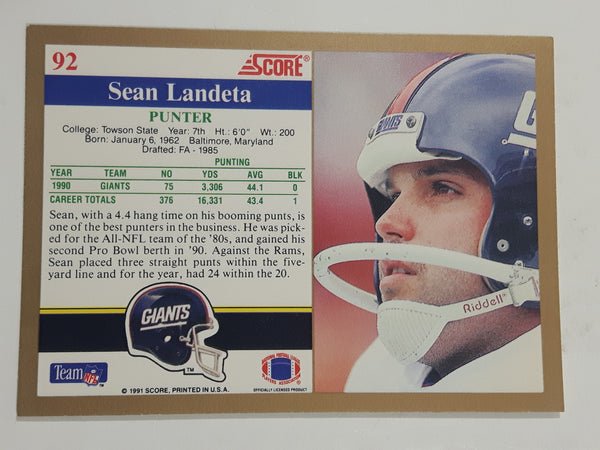 92
SCORE®
Sean Landeta
PUNTER
College: Towson State Year: 7th Ht.: 6'0" Wt.: 200
Born: January 6, 1962 Baltimore, Maryland
Drafted: FA - 1985
PUNTING
YEAR TEAM NO YDS AVG BLK
1990 GIANTS 75 3,306 44.1 0
CAREER TOTALS 376 16,331 43.4 1
Sean, with a 4.4 hang time on his booming punts, is
one of the best punters in the business. He was pick-
ed for the All-NFL team of the '80s, and gained his
second Pro Bowl berth in '90. Against the Rams,
Sean placed three straight punts within the five-
yard line and for the year, had 24 within the 20.
GIANTS
TM
Team NFL
TM
© 1991 SCORE, PRINTED IN U.S.A.
OFFICIALLY LICENSED PRODUCT
GIANTS
Riddell